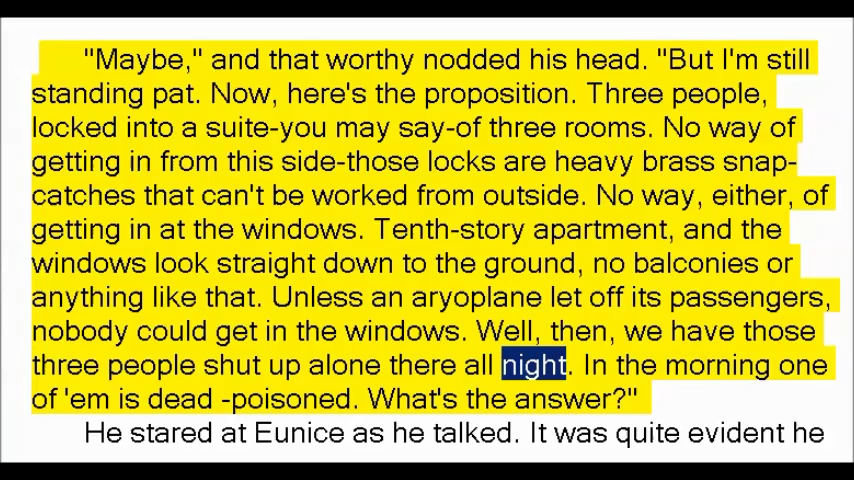 "Maybe," and that worthy nodded his head. "But I'm still
standing pat. Now, here's the proposition. Three people,
locked into a suite-you may say-of three rooms. No way of
getting in from this side-those locks are heavy brass snap-
catches that can't be worked from outside. No way, either, of
getting in at the windows. Tenth-story apartment, and the
windows look straight down to the ground, no balconies or
anything like that. Unless an aryoplane let off its passengers,
nobody could get in the windows. Well, then, we have those
three people shut up alone there all night. In the morning one
of 'em is dead -poisoned. What's the answer?"
He stared at Eunice as he talked. It was quite evident he